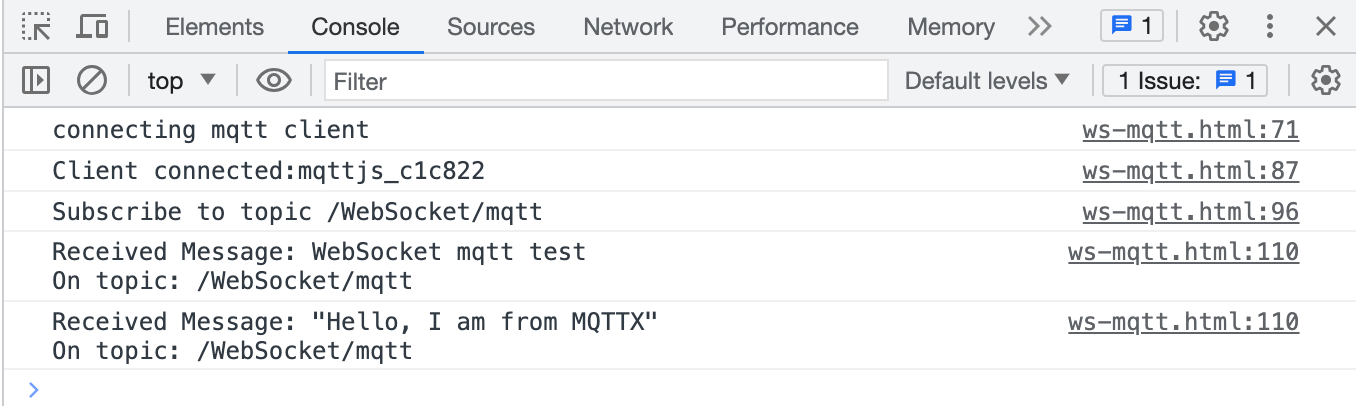 Elements Console Sources Network Performance Memory 1
top Filter Default levels 1 Issue: 1
connecting mqtt client ws-mqtt.html:71
Client connected:mqttjs_c1c822 ws-mqtt.html:87
Subscribe to topic /WebSocket/mqtt ws-mqtt.html:96
Received Message: WebSocket mqtt test ws-mqtt.html:110
On topic: /WebSocket/mqtt
Received Message: "Hello, I am from MQTTX" ws-mqtt.html:110
On topic: /WebSocket/mqtt